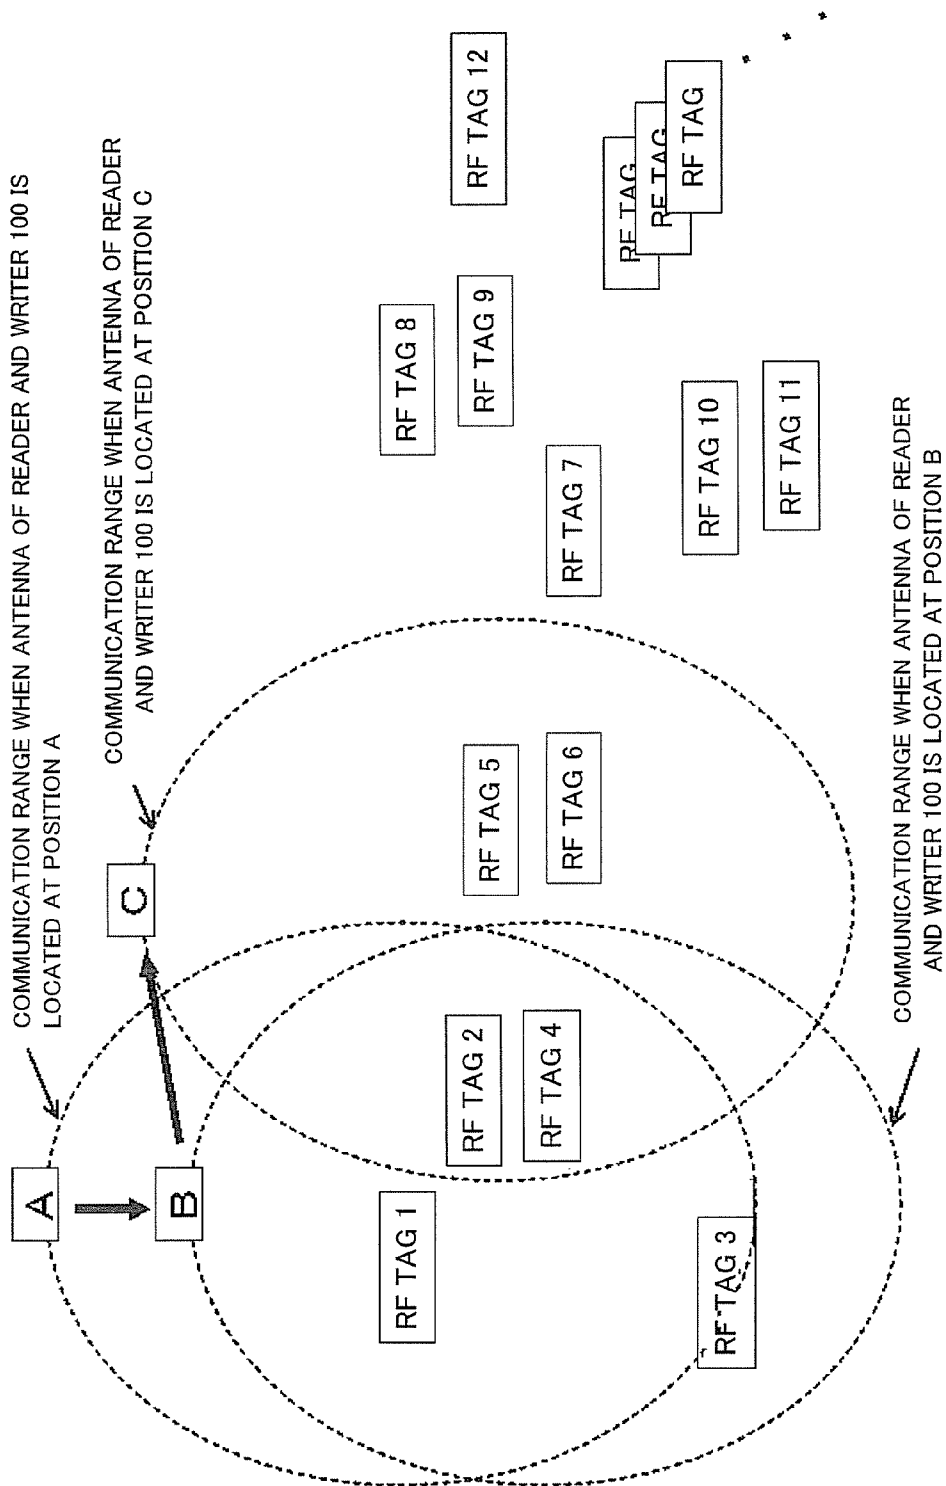 COMMUNICATION RANGE WHEN ANTENNA OF READER AND WRITER 100 IS
LOCATED AT POSITION A
COMMUNICATION RANGE WHEN ANTENNA OF READER
AND WRITER 100 IS LOCATED AT POSITION C
A
B
C
RF TAG 1
RF TAG 2
RF TAG 4
RF TAG 3
RF TAG 5
RF TAG 6
RF TAG 7
RF TAG 8
RF TAG 9
RF TAG 10
RF TAG 11
RF TAG 12
RF TAG
RF TAG
RF TAG
COMMUNICATION RANGE WHEN ANTENNA OF READER
AND WRITER 100 IS LOCATED AT POSITION B